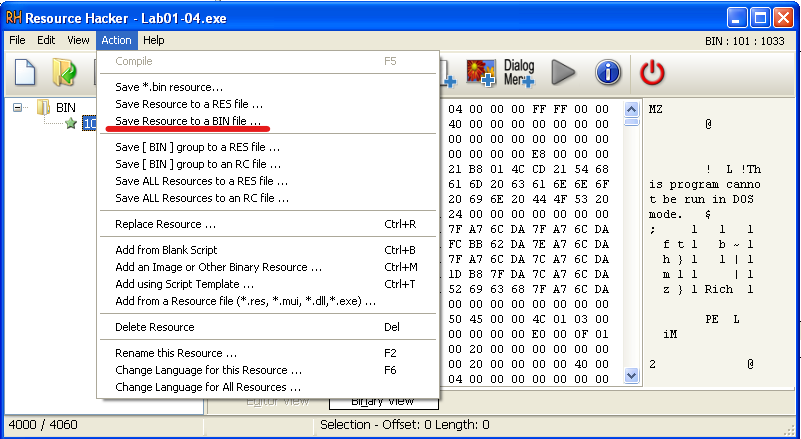 RH Resource Hacker - Lab01-04.exe
File Edit View Action Help BIN : 101 : 1033
Dialog
Men
BIN
Compile F5
Save *.bin resource...
Save Resource to a RES file ...
Save Resource to a BIN file ...
Save [ BIN ] group to a RES file ...
Save [ BIN ] group to an RC file ...
Save ALL Resources to a RES file ...
Save ALL Resources to an RC file ...
Replace Resource ... Ctrl+R
Add from Blank Script Ctrl+B
Add an Image or Other Binary Resource ... Ctrl+M
Add using Script Template ... Ctrl+T
Add from a Resource file (*.res, *.mui, *.dll,*.exe) ...
Delete Resource Del
Rename this Resource ... F2
Change Language for this Resource ... F6
Change Language for All Resources ...
04 00 00 00 FF FF 00 00 MZ
40 00 00 00 00 00 00 00 @
00 00 00 00 00 00 00 00
00 00 00 00 E8 00 00 00
21 B8 01 4C CD 21 54 68 ! L !Th
61 6D 20 63 61 6E 6E 6F is program canno
20 69 6E 20 44 4F 53 20 t be run in DOS
24 00 00 00 00 00 00 00 mode. $
7F A7 6C DA 7F A7 6C DA ; l l l
FC BB 62 DA 7E A7 6C DA f t l b ~ l
7F A7 6C DA 7C A7 6C DA h } l l | l
1D B8 7F DA 7A C7 6C DA m l l | l
52 69 63 68 7F A7 6C DA z } l Rich l
00 00 00 00 00 00 00 00
50 45 00 00 4C 01 03 00 PE L
00 00 00 00 E0 00 0F 01 iM
00 20 00 00 00 00 00 00
00 20 00 00 00 00 40 00 2 @
04 00 00 00 00 00 00 00
Editor View Binary View
4000 / 4060 Selection - Offset: 0 Length: 0